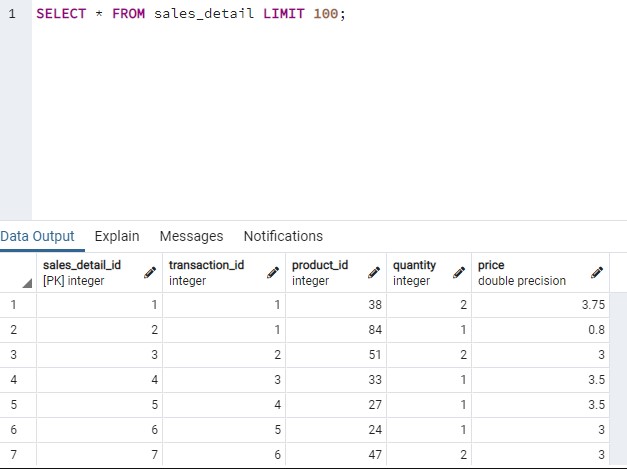 1 SELECT * FROM sales_detail LIMIT 100;
Data Output Explain Messages Notifications
sales_detail_id transaction_id product_id quantity price
[PK] integer integer integer integer double precision
1 1 1 38 2 3.75
2 2 1 84 1 0.8
3 3 2 51 2 3
4 4 3 33 1 3.5
5 5 4 27 1 3.5
6 6 5 24 1 3
7 7 6 47 2 3